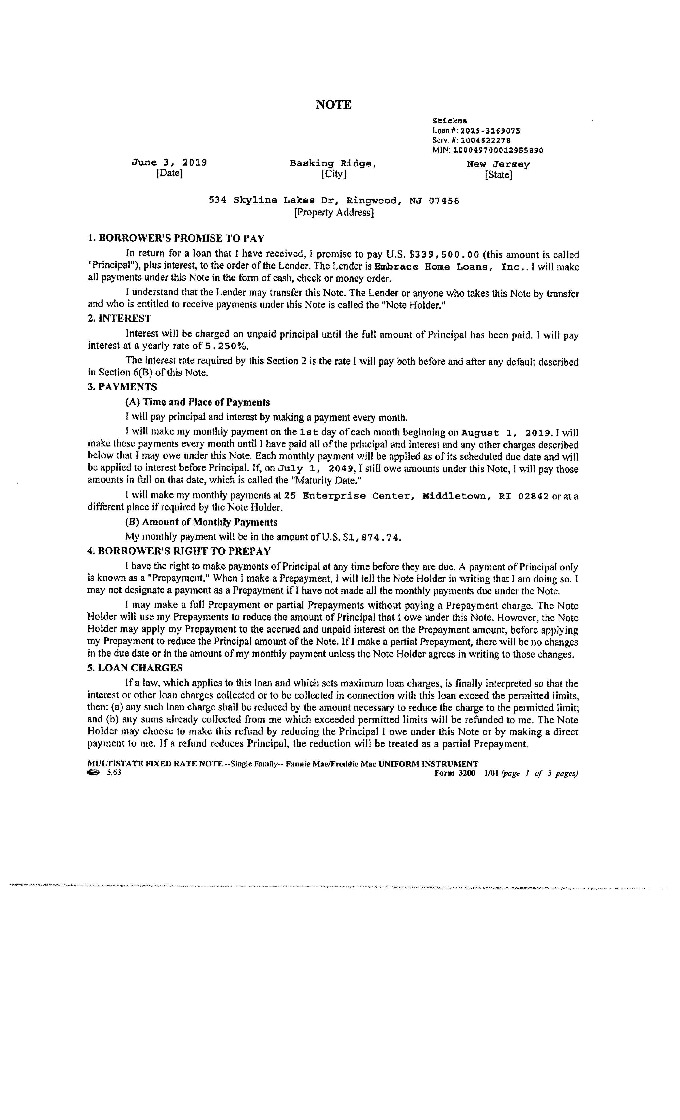 NOTE
Loan #: 2025-3169075
Serv. #: 1004522278
MIN: 100049700012955890
June 3, 2019 Basking Ridge, New Jersey
[Date] [City] [State]
534 Skyline Lakes Dr, Ringwood, NJ 07456
[Property Address]
1. BORROWER'S PROMISE TO PAY
In return for a loan that I have received, I promise to pay U.S. $339,500.00 (this amount is called
"Principal"), plus interest, to the order of the Lender. The Lender is Embrace Home Loans, Inc.. I will make
all payments under this Note in the form of cash, check or money order.
I understand that the Lender may transfer this Note. The Lender or anyone who takes this Note by transfer
and who is entitled to receive payments under this Note is called the "Note Holder."
2. INTEREST
Interest will be charged on unpaid principal until the full amount of Principal has been paid. I will pay
interest at a yearly rate of 5.250%.
The interest rate required by this Section 2 is the rate I will pay both before and after any default described
in Section 6(B) of this Note.
3. PAYMENTS
(A) Time and Place of Payments
I will pay principal and interest by making a payment every month.
I will make my monthly payment on the 1st day of each month beginning on August 1, 2019. I will
make these payments every month until I have paid all of the principal and interest and any other charges described
below that I may owe under this Note. Each monthly payment will be applied as of its scheduled due date and will
be applied to interest before Principal. If, on July 1, 2049, I still owe amounts under this Note, I will pay those
amounts in full on that date, which is called the "Maturity Date."
I will make my monthly payments at 25 Enterprise Center, Middletown, RI 02842 or at a
different place if required by the Note Holder.
(B) Amount of Monthly Payments
My monthly payment will be in the amount of U.S. $1,874.74.
4. BORROWER'S RIGHT TO PREPAY
I have the right to make payments of Principal at any time before they are due. A payment of Principal only
is known as a "Prepayment." When I make a Prepayment, I will tell the Note Holder in writing that I am doing so. I
may not designate a payment as a Prepayment if I have not made all the monthly payments due under the Note.
I may make a full Prepayment or partial Prepayments without paying a Prepayment charge. The Note
Holder will use my Prepayments to reduce the amount of Principal that I owe under this Note. However, the Note
Holder may apply my Prepayment to the accrued and unpaid interest on the Prepayment amount, before applying
my Prepayment to reduce the Principal amount of the Note. If I make a partial Prepayment, there will be no changes
in the due date or in the amount of my monthly payment unless the Note Holder agrees in writing to those changes.
5. LOAN CHARGES
If a law, which applies to this loan and which sets maximum loan charges, is finally interpreted so that the
interest or other loan charges collected or to be collected in connection with this loan exceed the permitted limits,
then: (a) any such loan charge shall be reduced by the amount necessary to reduce the charge to the permitted limit;
and (b) any sums already collected from me which exceeded permitted limits will be refunded to me. The Note
Holder may choose to make this refund by reducing the Principal I owe under this Note or by making a direct
payment to me. If a refund reduces Principal, the reduction will be treated as a partial Prepayment.
MULTISTATE FIXED RATE NOTE --Single Family-- Fannie Mae/Freddie Mac UNIFORM INSTRUMENT
5.63 Form 3200 1/01 (page 1 of 3 pages)